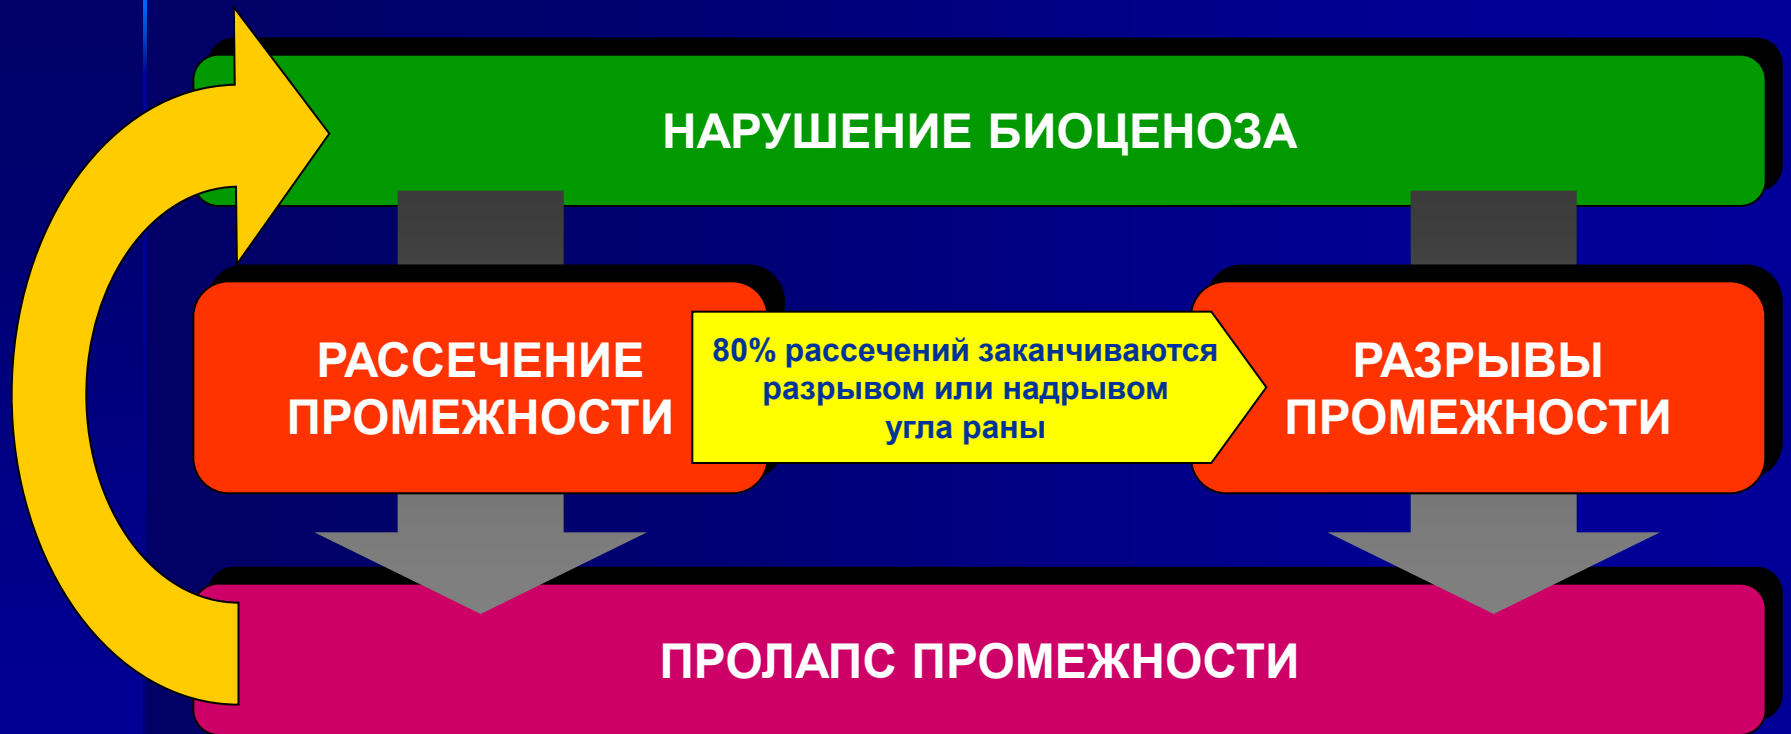 НАРУШЕНИЕ БИОЦЕНОЗА
РАССЕЧЕНИЕ
ПРОМЕЖНОСТИ
80% рассечений заканчиваются
разрывом или надрывом
угла раны
РАЗРЫВЫ
ПРОМЕЖНОСТИ
ПРОЛАПС ПРОМЕЖНОСТИ